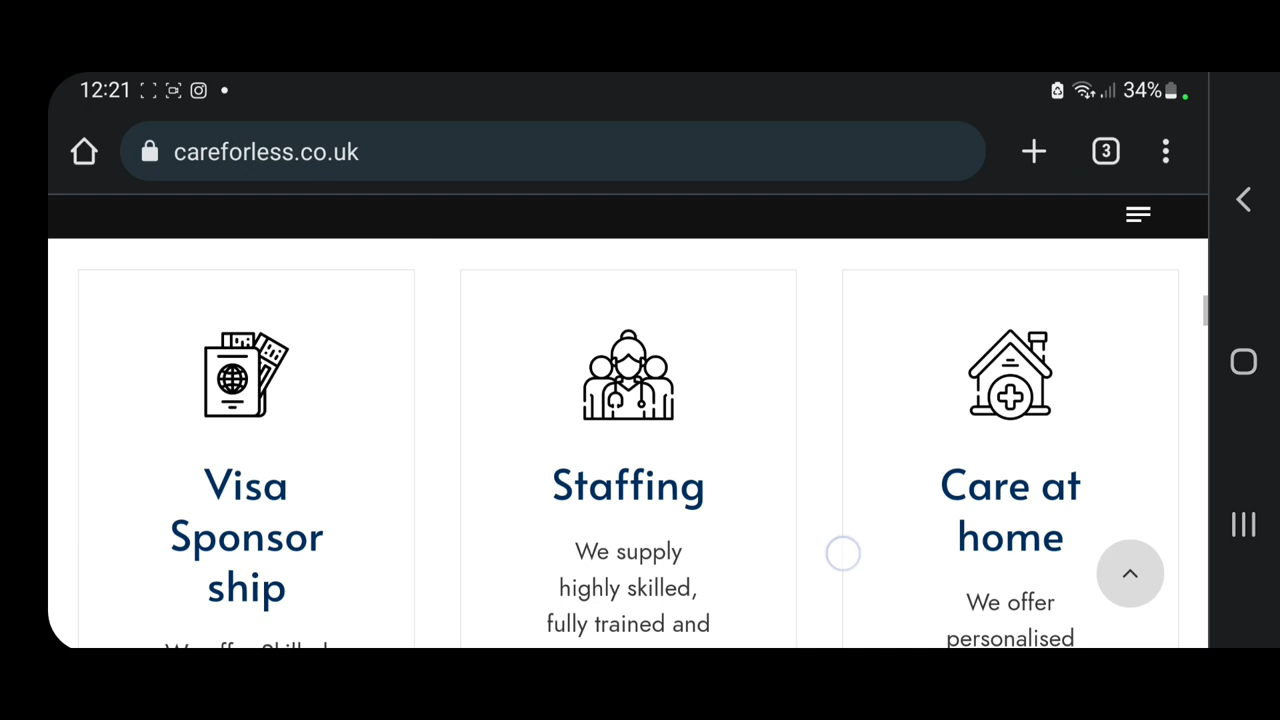 12:21
34%
careforless.co.uk
3
Visa
Sponsor
ship
Staffing
We supply
highly skilled,
fully trained and
Care at
home
We offer
personalised